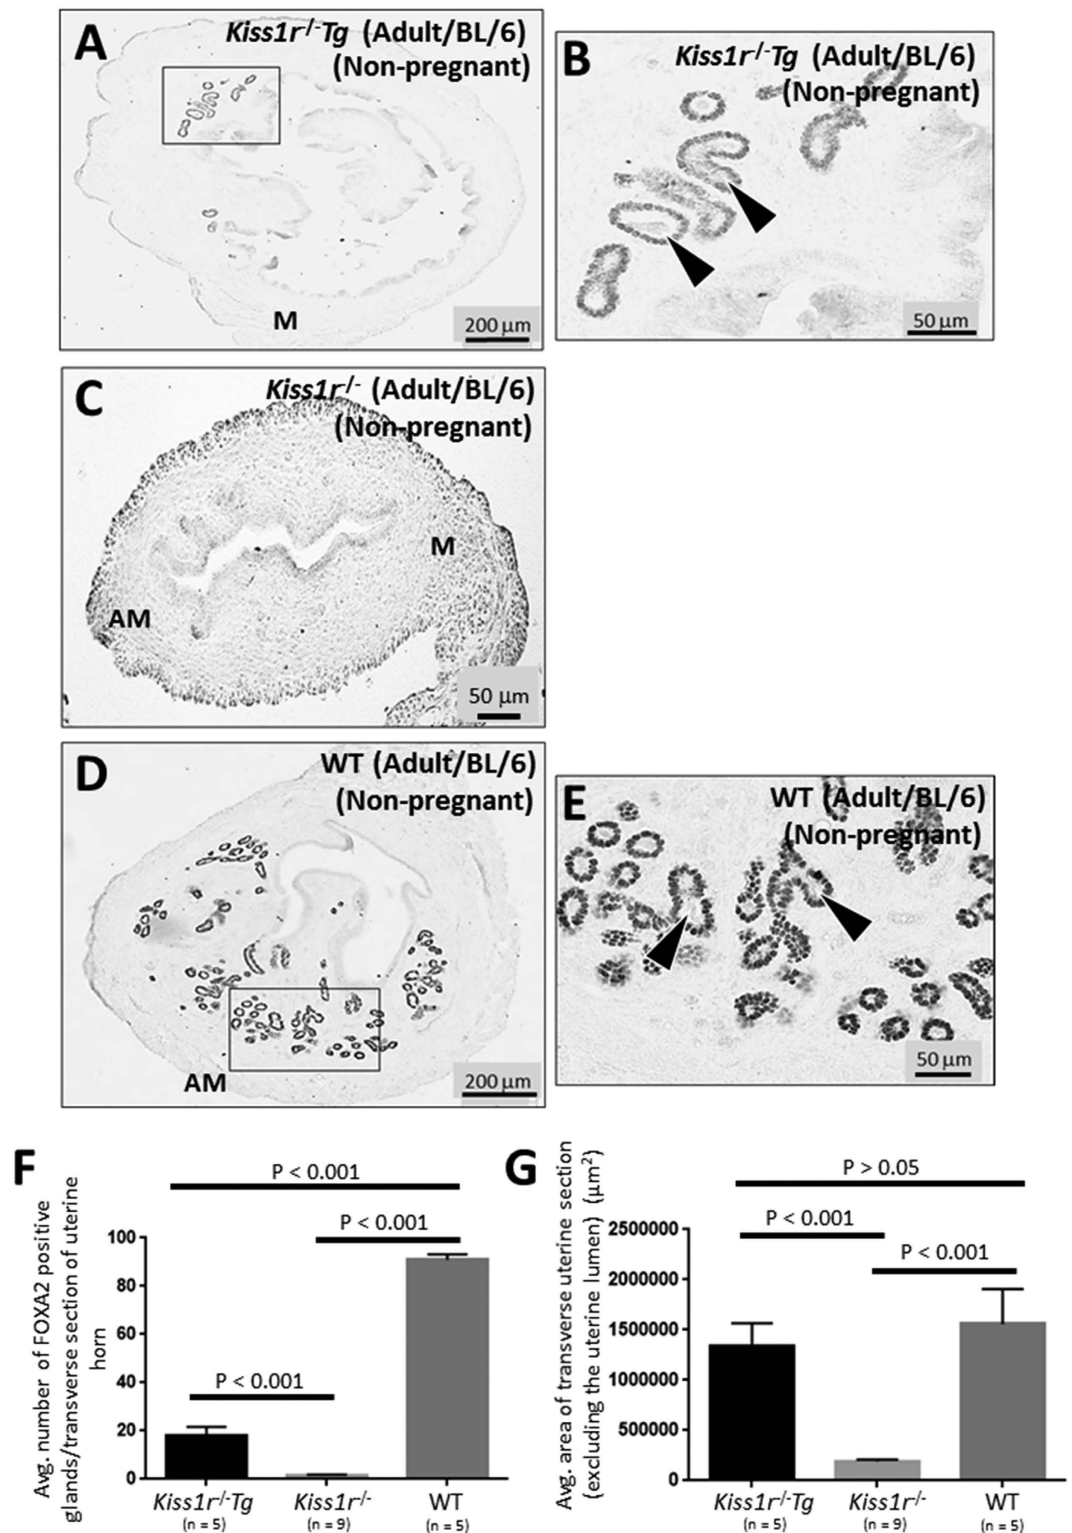 A
Kiss1r/-Tg (Adult/BL/6)
(Non-pregnant)
M
200 µm
B
Kiss1r/-Tg (Adult/BL/6)
(Non-pregnant)
50 µm
C
Kiss1r/- (Adult/BL/6)
(Non-pregnant)
M
AM
50 µm
D
WT (Adult/BL/6)
(Non-pregnant)
AM
200 µm
E
WT (Adult/BL/6)
(Non-pregnant)
50 µm
F
P < 0.001
P < 0.001
P < 0.001
Avg. number of FOXA2 positive
glands/transverse section of uterine
horn
100
80
60
40
20
0
Kiss1r/-Tg
(n = 5)
Kiss1r/-
(n = 9)
WT
(n = 5)
G
P > 0.05
P < 0.001
P < 0.001
Avg. area of transverse uterine section
(excluding the uterine lumen) (µm²)
2500000
2000000
1500000
1000000
500000
0
Kiss1r/-Tg
(n = 5)
Kiss1r/-
(n = 9)
WT
(n = 5)